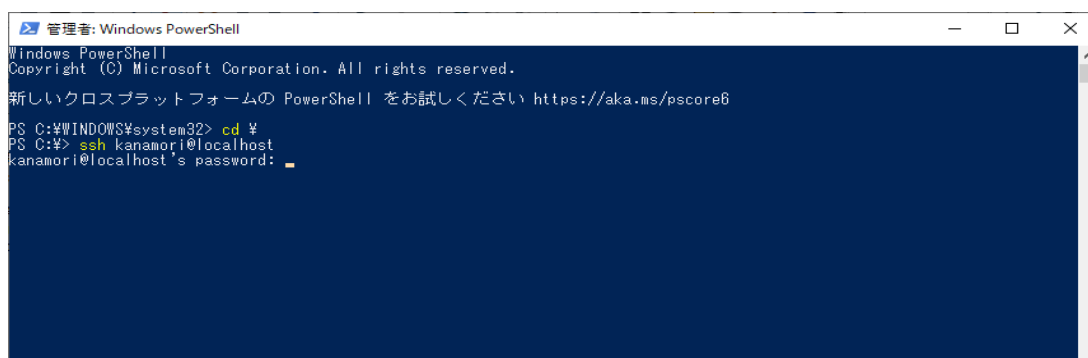 管理者: Windows PowerShell
Windows PowerShell
Copyright (C) Microsoft Corporation. All rights reserved.
新しいクロスプラットフォームの PowerShell をお試しください https://aka.ms/pscore6
PS C:¥WINDOWS¥system32> cd ¥
PS C:¥> ssh kanamori@localhost
kanamori@localhost's password: